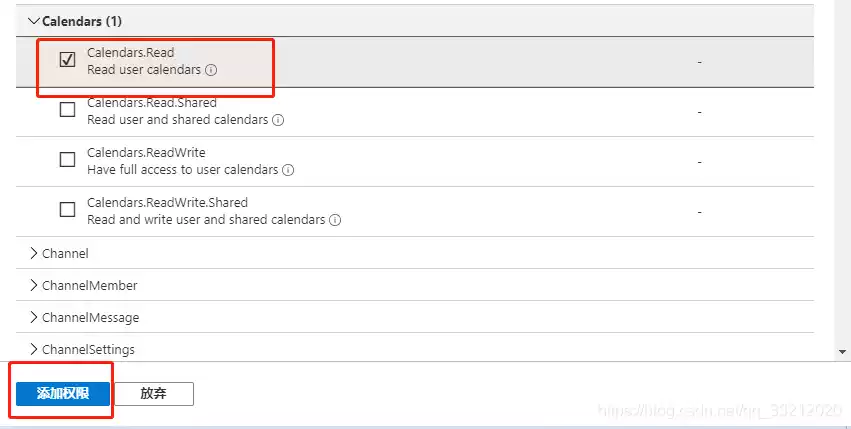 Calendars (1)
Calendars.Read
Read user calendars
-
Calendars.Read.Shared
Read user and shared calendars
-
Calendars.ReadWrite
Have full access to user calendars
-
Calendars.ReadWrite.Shared
Read and write user and shared calendars
-
Channel
ChannelMember
ChannelMessage
ChannelSettings
添加权限 放弃
https://blog.csdn.net/qq_33212020